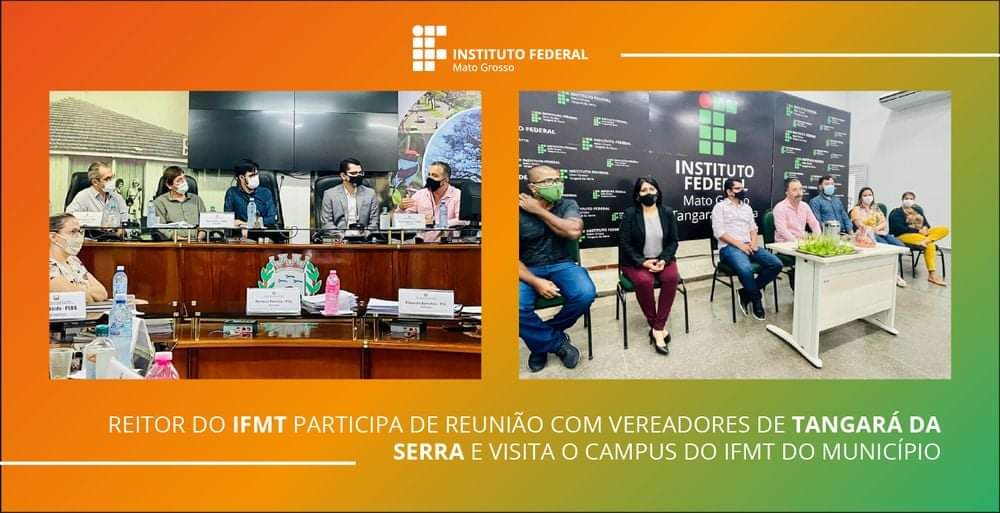 INSTITUTO FEDERAL
Mato Grosso
INSTITUTO
FEDERAL
Mato Grosso
Tangará
REITOR DO IFMT PARTICIPA DE REUNIÃO COM VEREADORES DE TANGARÁ DA
SERRA E VISITA O CAMPUS DO IFMT DO MUNICÍPIO